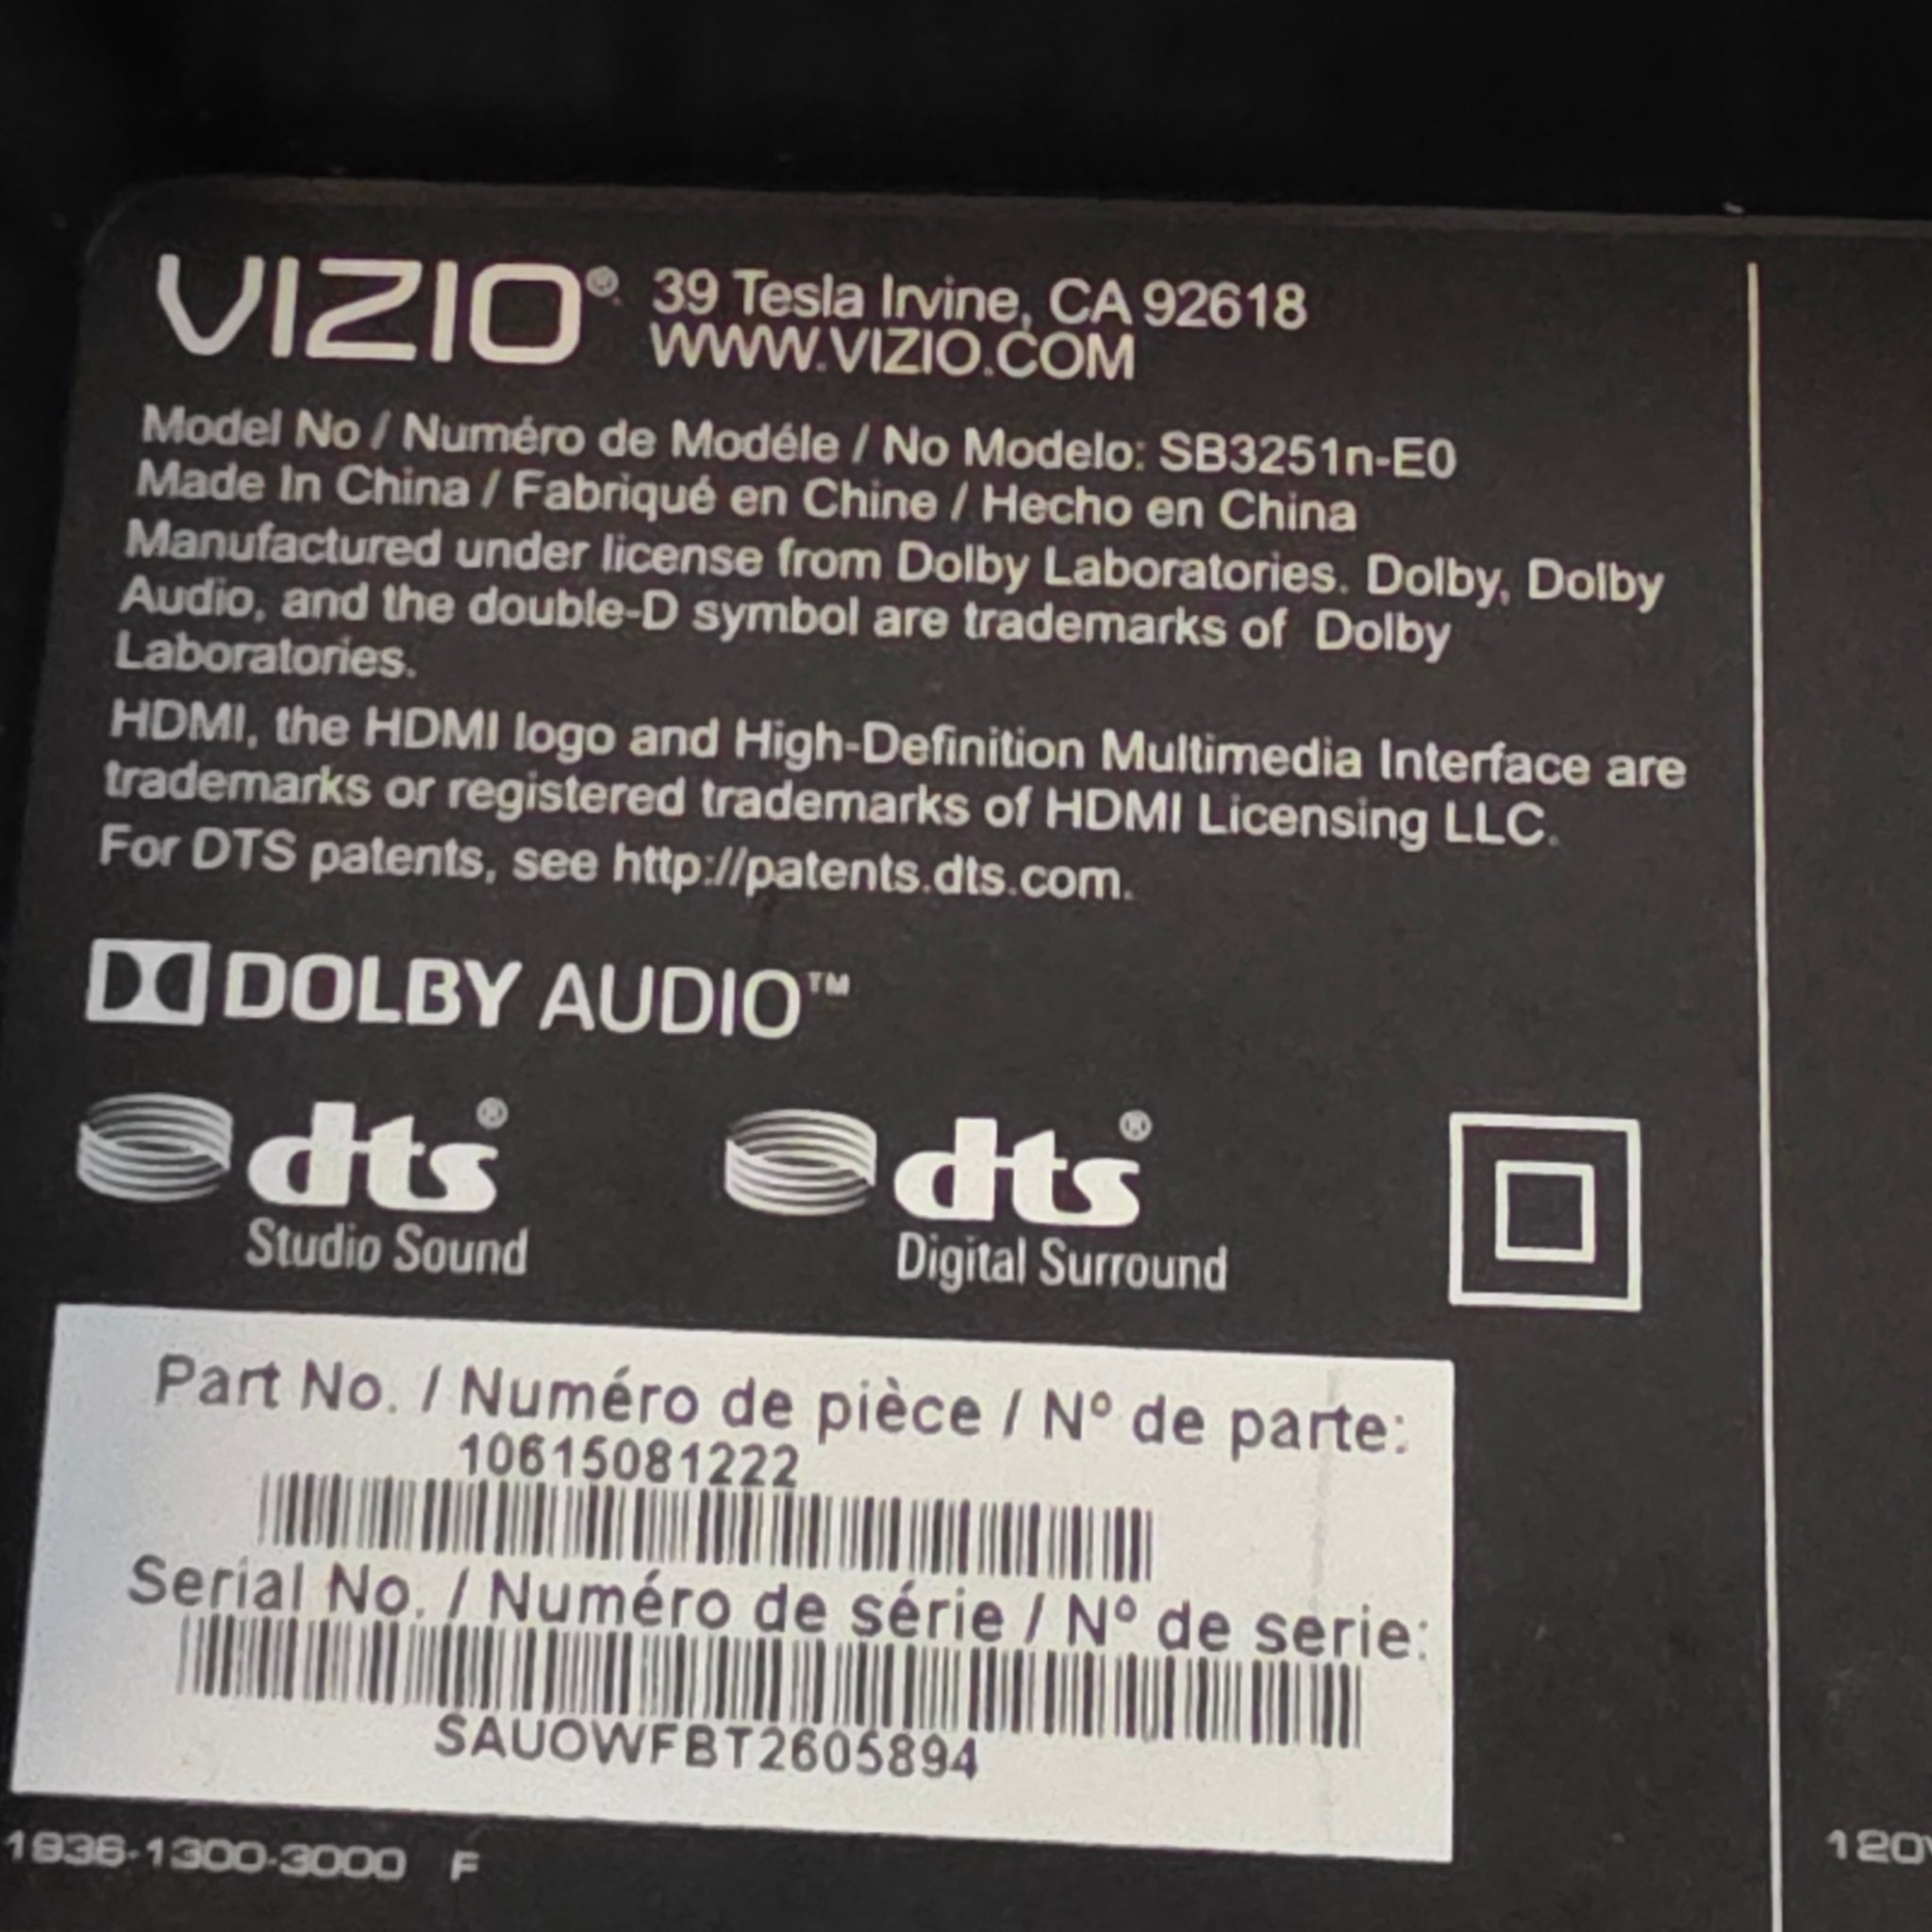 VIZIO® 39 Tesla Irvine, CA 92618
WWW.VIZIO.COM
Model No / Numéro de Modéle / No Modelo: SB3251n-E0
Made In China / Fabriqué en Chine / Hecho en China
Manufactured under license from Dolby Laboratories. Dolby, Dolby
Audio, and the double-D symbol are trademarks of Dolby
Laboratories.
HDMI, the HDMI logo and High-Definition Multimedia Interface are
trademarks or registered trademarks of HDMI Licensing LLC.
For DTS patents, see http://patents.dts.com.
DOLBY AUDIO™
dts® dts®
Studio Sound Digital Surround
Part No. / Numéro de pièce / Nº de parte:
10615081222
Serial No. / Numéro de série / Nº de serie:
SAUOWFBT2605894
1936-1300-3000 F
120V